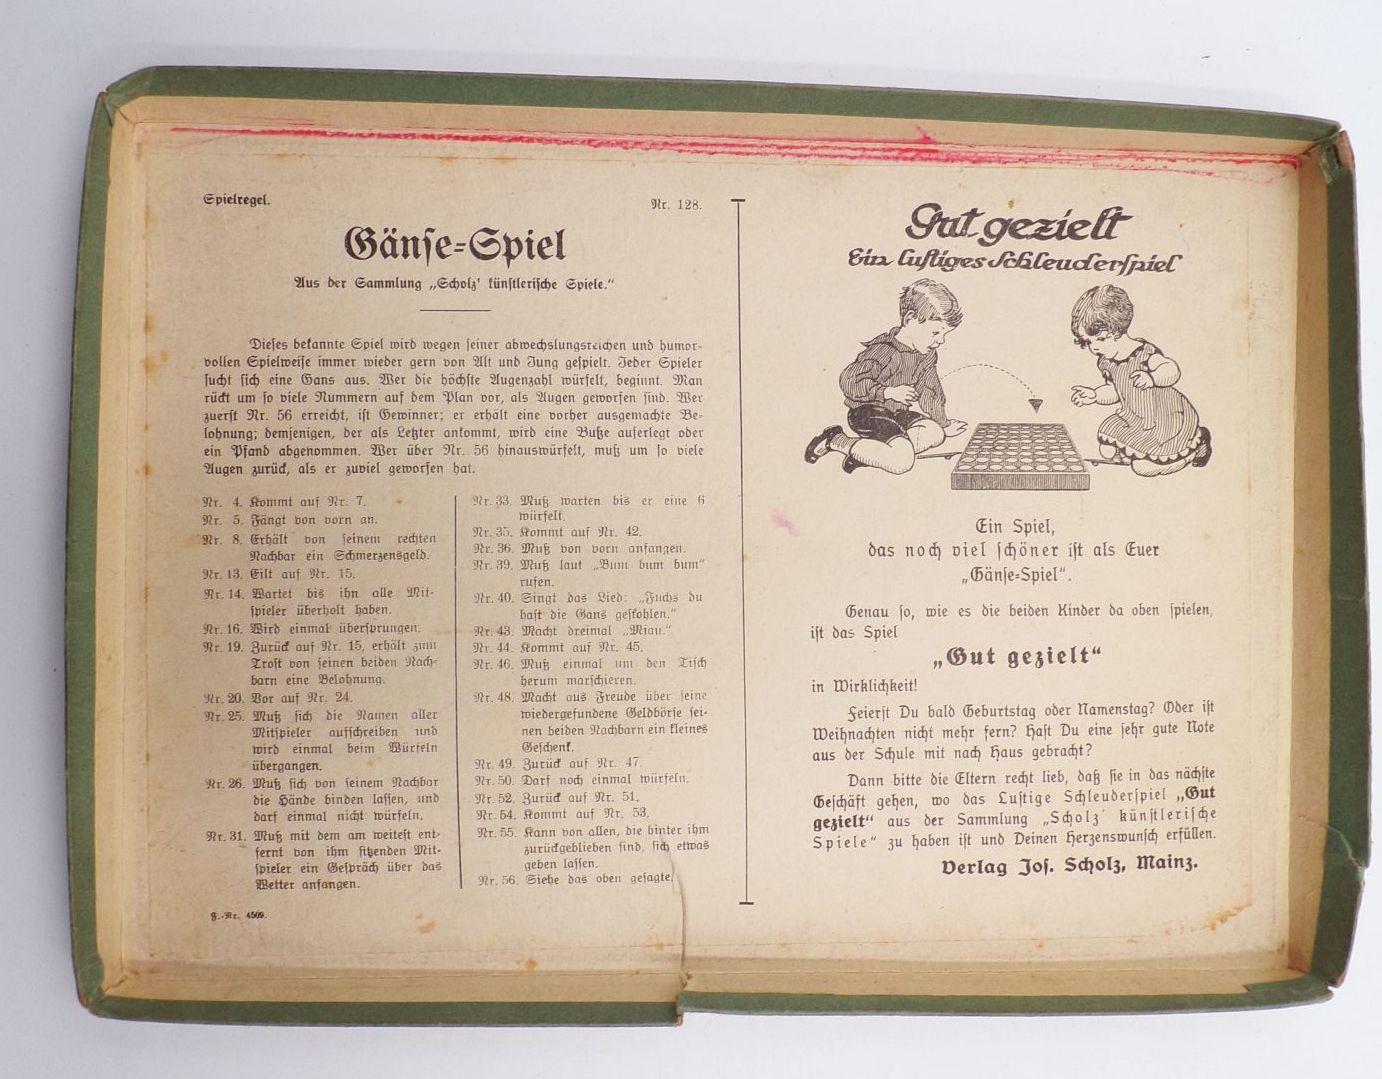 Spielregel.
Nr. 128.
Gänse-Spiel
Aus der Sammlung „Scholz' künstlerische Spiele.“
Dieses bekannte Spiel wird wegen seiner abwechslungsreichen und humor-
vollen Spielweise immer wieder gern von Alt und Jung gespielt. Jeder Spieler
sucht sich eine Gans aus. Wer die höchste Augenzahl würfelt, beginnt. Man
rückt um so viele Nummern auf dem Plan vor, als Augen geworfen sind. Wer
zuerst Nr. 56 erreicht, ist Gewinner; er erhält eine vorher ausgemachte Be-
lohnung; demjenigen, der als Letzter ankommt, wird eine Buße auferlegt oder
ein Pfand abgenommen. Wer über Nr. 56 hinauswürfelt, muß um so viele
Augen zurück, als er zuviel geworfen hat.
Nr. 4. Kommt auf Nr. 7.
Nr. 5. Fängt von vorn an.
Nr. 8. Erhält von seinem rechten
Nachbar ein Schmerzensgeld.
Nr. 13. Eilt auf Nr. 15.
Nr. 14. Wartet bis ihn alle Mit-
spieler überholt haben.
Nr. 16. Wird einmal übersprungen.
Nr. 19. Zurück auf Nr. 15, erhält zum
Trost von seinen beiden Nach-
barn eine Belohnung.
Nr. 20. Vor auf Nr. 24.
Nr. 25. Muß sich die Namen aller
Mitspieler aufschreiben und
wird einmal beim Würfeln
übergangen.
Nr. 26. Muß sich von seinem Nachbar
die Hände binden lassen, und
darf einmal nicht würfeln.
Nr. 31. Muß mit dem am weitest ent-
fernt von ihm sitzenden Mit-
spieler ein Gespräch über das
Wetter anfangen.
Nr. 33. Muß warten bis er eine 6
würfelt.
Nr. 35. Kommt auf Nr. 42.
Nr. 36. Muß von vorn anfangen.
Nr. 39. Muß laut „Bum bum bum“
rufen.
Nr. 40. Singt das Lied: „Fuchs du
hast die Gans gestohlen.“
Nr. 43. Macht dreimal „Miau.“
Nr. 44. Kommt auf Nr. 45.
Nr. 46. Muß einmal um den Tisch
herum marschieren.
Nr. 48. Macht aus Freude über seine
wiedergefundene Geldbörse sei-
nen beiden Nachbarn ein kleines
Geschenk.
Nr. 49. Zurück auf Nr. 47.
Nr. 50. Darf noch einmal würfeln.
Nr. 52. Zurück auf Nr. 51.
Nr. 54. Kommt auf Nr. 53.
Nr. 55. Kann von allen, die hinter ihm
zurückgeblieben sind, sich etwas
geben lassen.
Nr. 56. Siehe das oben gesagte.
F.-Nr. 4509.
Gut gezielt
Ein lustiges Schleuderspiel
Ein Spiel,
das noch viel schöner ist als Euer
„Gänse-Spiel“.
Genau so, wie es die beiden Kinder da oben spielen,
ist das Spiel
„Gut gezielt“
in Wirklichkeit!
Feierst Du bald Geburtstag oder Namenstag? Oder ist
Weihnachten nicht mehr fern? Hast Du eine sehr gute Note
aus der Schule mit nach Haus gebracht?
Dann bitte die Eltern recht lieb, daß sie in das nächste
Geschäft gehen, wo das Lustige Schleuderspiel „Gut
gezielt“ aus der Sammlung „Scholz' künstlerische
Spiele“ zu haben ist und Deinen Herzenswunsch erfüllen.
Verlag Jos. Scholz, Mainz.